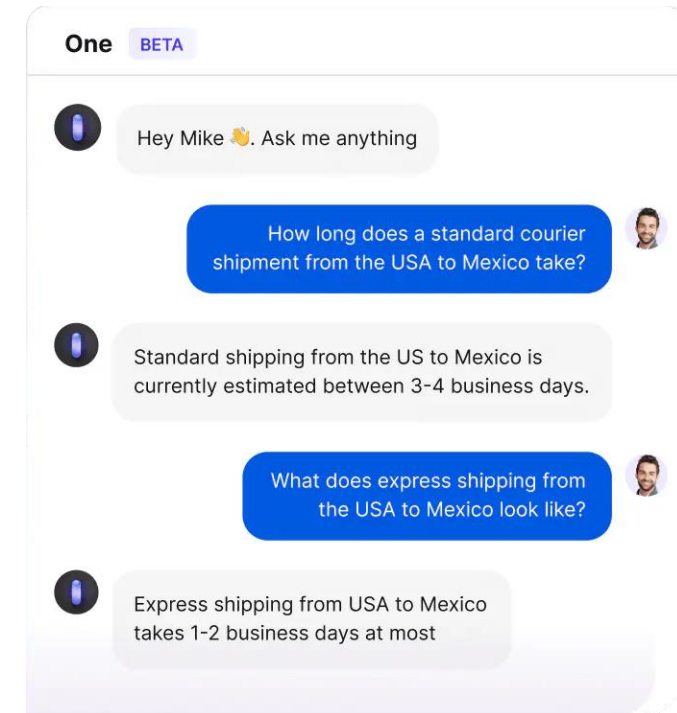 One BETA
Hey Mike 👋. Ask me anything
How long does a standard courier
shipment from the USA to Mexico take?
Standard shipping from the US to Mexico is
currently estimated between 3-4 business days.
What does express shipping from
the USA to Mexico look like?
Express shipping from USA to Mexico
takes 1-2 business days at most